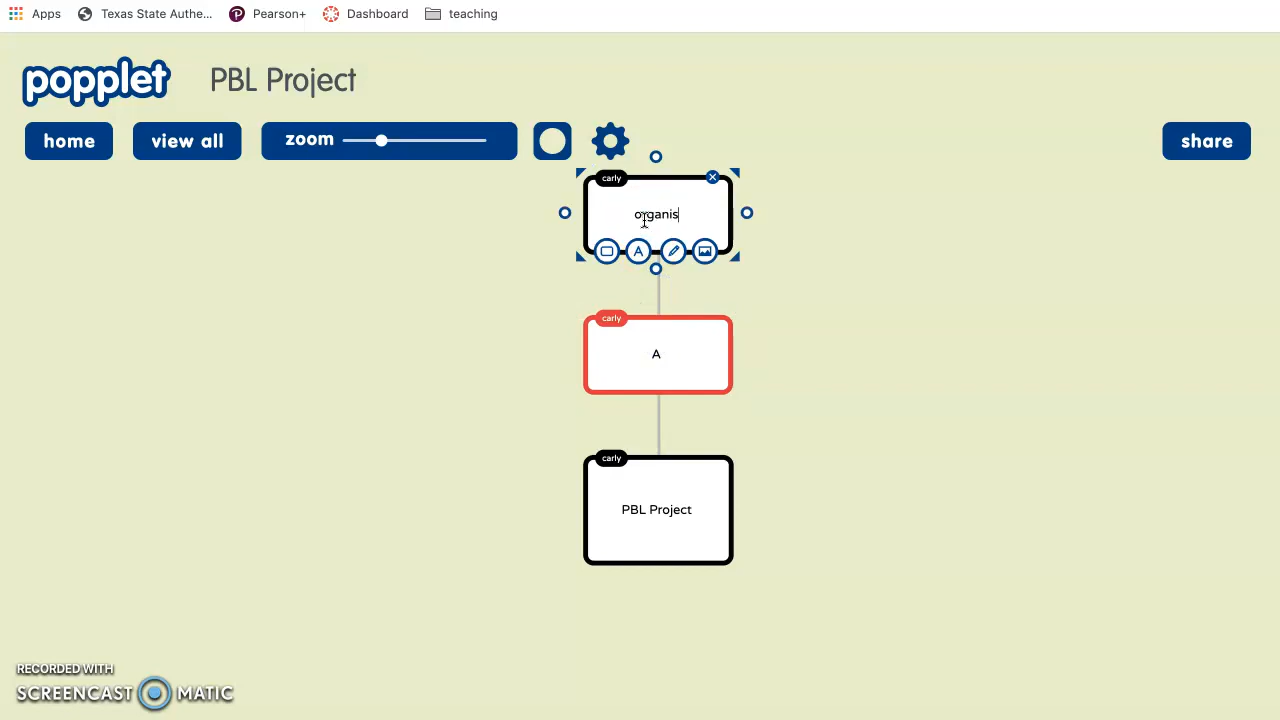 Apps Texas State Authe... Pearson+ Dashboard teaching
popplet PBL Project
home view all zoom share
carly
organis
A
carly
A
carly
PBL Project
RECORDED WITH
SCREENCAST MATIC